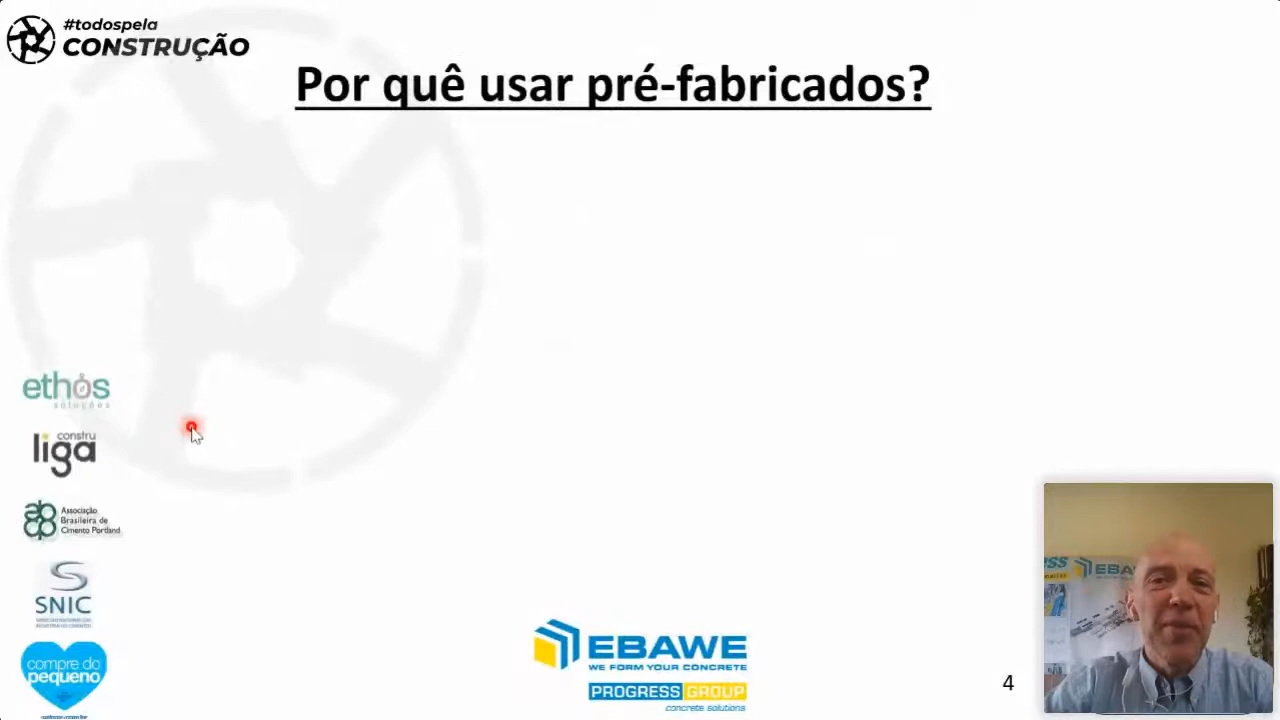 #todospela
CONSTRUÇÃO
Por quê usar pré-fabricados?
ethos
soluções
constru
liga
Associação
Brasileira de
Cimento Portland
SNIC
compre do
pequeno
EBAWE
WE FORM YOUR CONCRETE
PROGRESS GROUP
concrete solutions
4